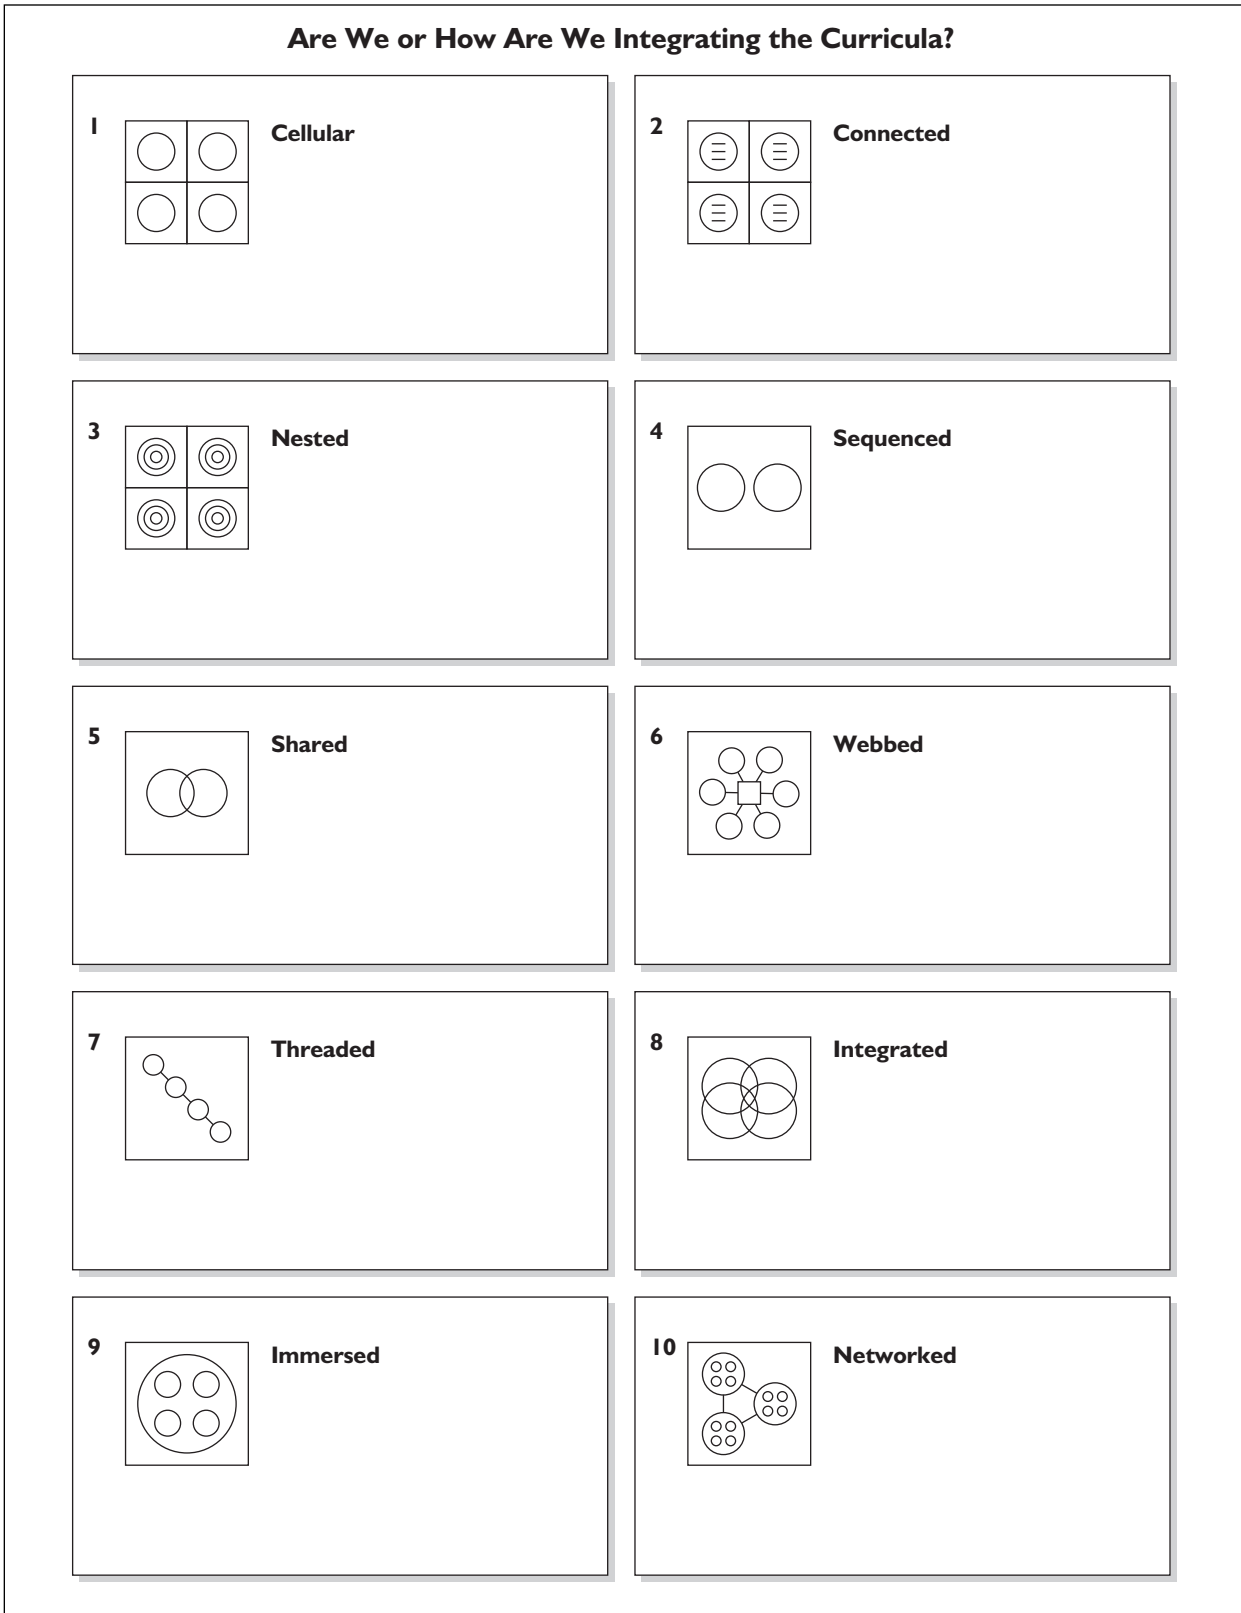 Are We or How Are We Integrating the Curricula?
1
Cellular
2
Connected
3
Nested
4
Sequenced
5
Shared
6
Webbed
7
Threaded
8
Integrated
9
Immersed
10
Networked